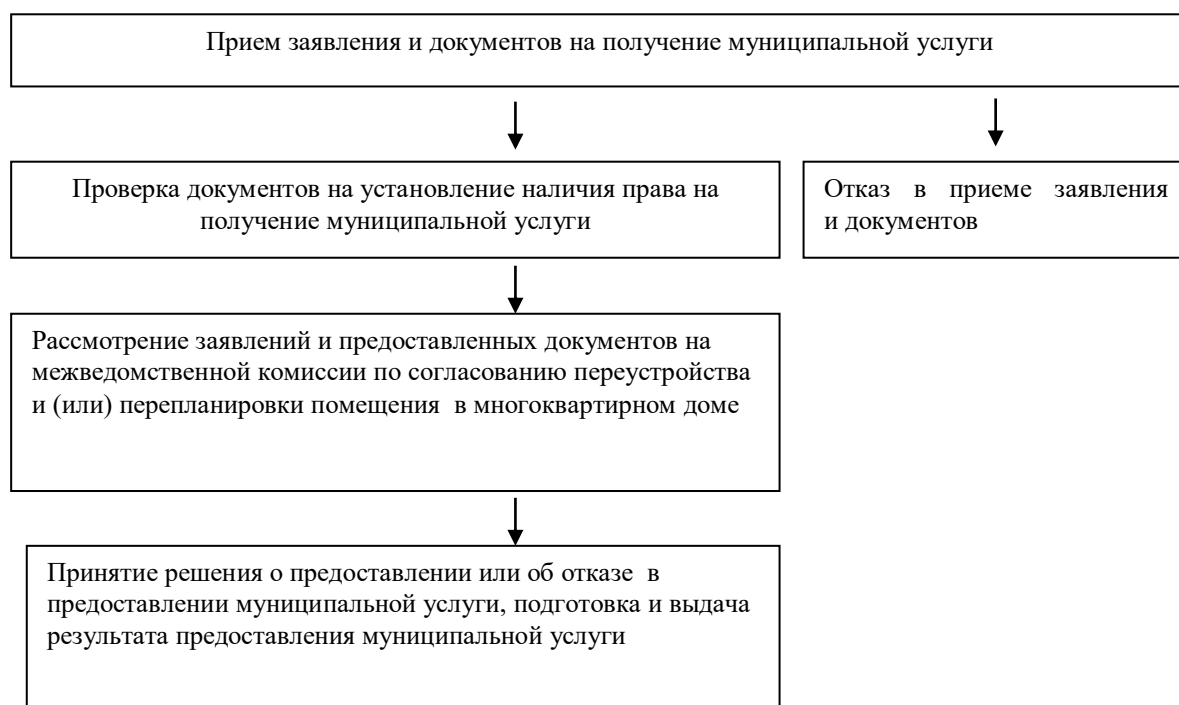 Прием заявления и документов на получение муниципальной услуги
Проверка документов на установление наличия права на
получение муниципальной услуги
Отказ в приеме заявления
и документов
Рассмотрение заявлений и предоставленных документов на
межведомственной комиссии по согласованию переустройства
и (или) перепланировки помещения в многоквартирном доме
Принятие решения о предоставлении или об отказе в
предоставлении муниципальной услуги, подготовка и выдача
результата предоставления муниципальной услуги